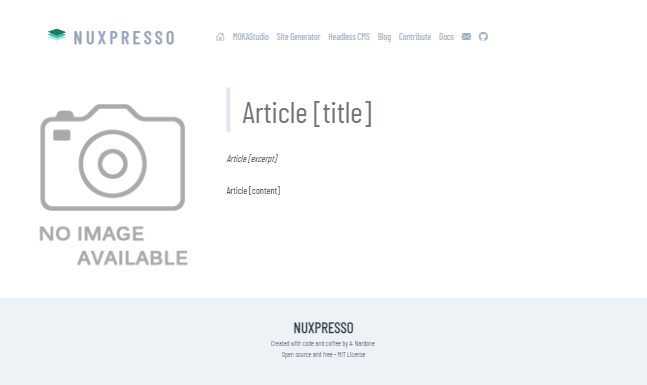 NUXPRESSO
MOKAStudio Site Generator Headless CMS Blog Contribute Docs
Article [title]
Article [excerpt]
Article [content]
NO IMAGE
AVAILABLE
NUXPRESSO
Created with code and coffee by A. Nardone
Open source and free - MIT License